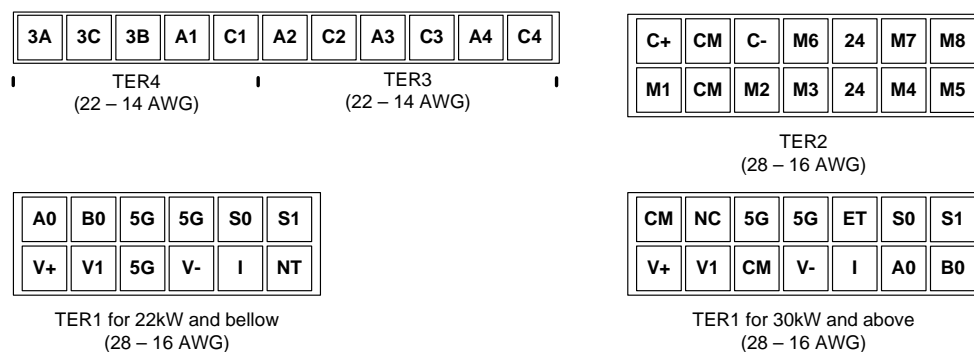 3A 3C 3B A1 C1 A2 C2 A3 C3 A4 C4
TER4
(22 – 14 AWG)
TER3
(22 – 14 AWG)
C+ CM C- M6 24 M7 M8
M1 CM M2 M3 24 M4 M5
TER2
(28 – 16 AWG)
A0 B0 5G 5G S0 S1
V+ V1 5G V- I NT
TER1 for 22kW and bellow
(28 – 16 AWG)
CM NC 5G 5G ET S0 S1
V+ V1 CM V- I A0 B0
TER1 for 30kW and above
(28 – 16 AWG)